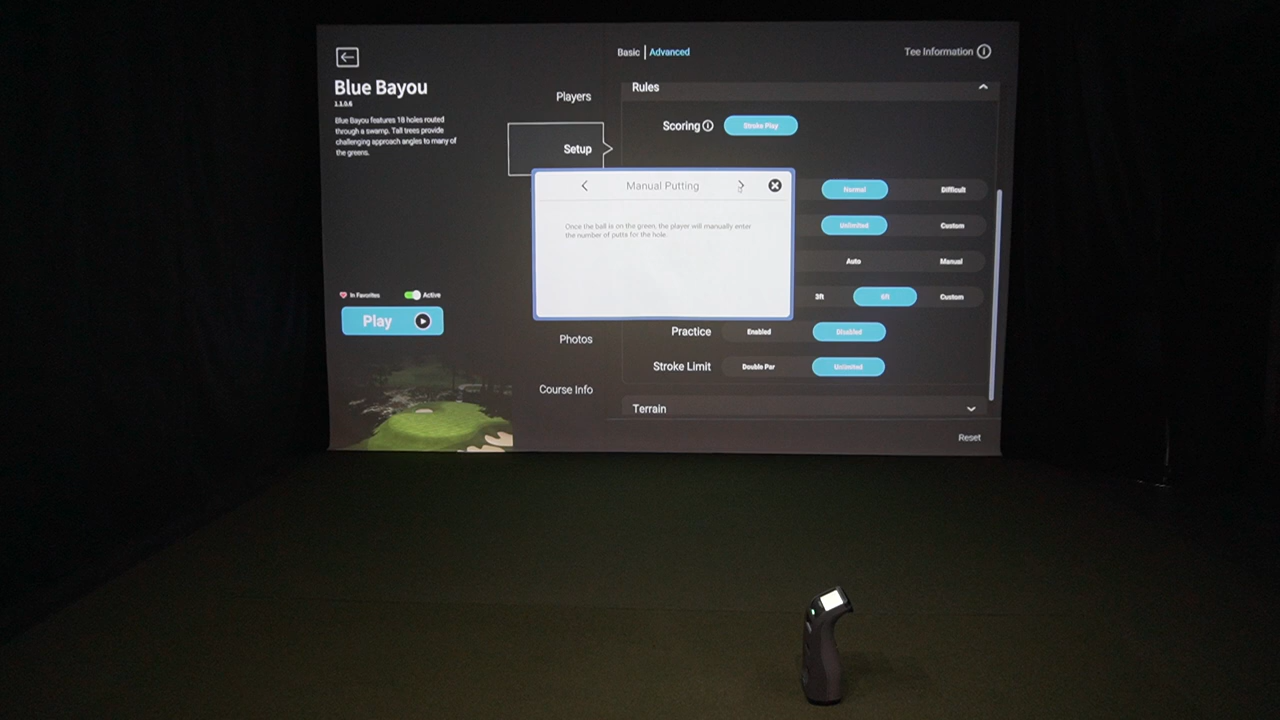 Basic | Advanced
Tee Information
Blue Bayou
1.1.0.6
Blue Bayou features 18 holes routed
through a swamp. Tall trees provide
challenging approach angles to many of
the greens.
Players
Setup
Photos
Course Info
In Favorites
Active
Play
Rules
Scoring
Stroke Play
Manual Putting
Once the ball is on the green, the player will manually enter
the number of putts for the hole.
Normal
Difficult
Unlimited
Custom
Auto
Manual
3ft
6ft
Custom
Practice
Enabled
Disabled
Stroke Limit
Double Par
Unlimited
Terrain
Reset